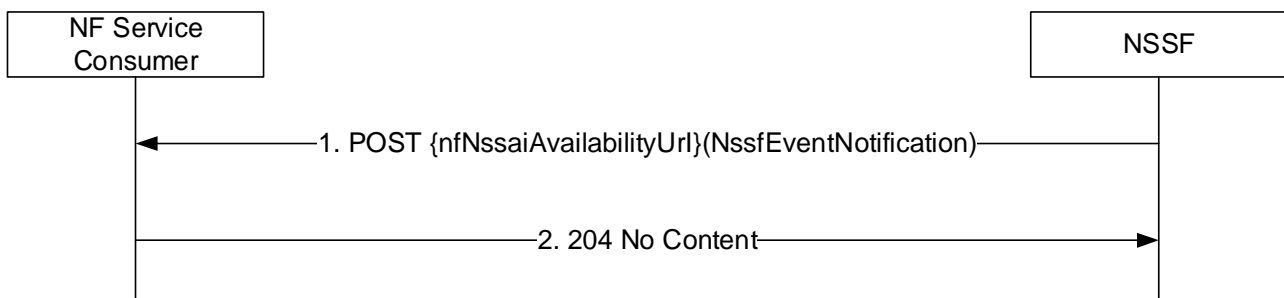 NF Service
Consumer
NSSF
1. POST {nfNssaiAvailabilityUrl}(NssfEventNotification)
2. 204 No Content